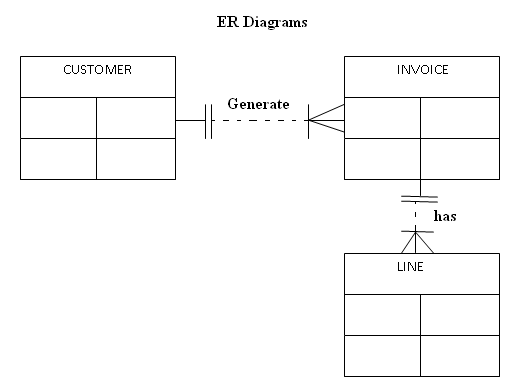 ER Diagrams
CUSTOMER
INVOICE
Generate
has
LINE